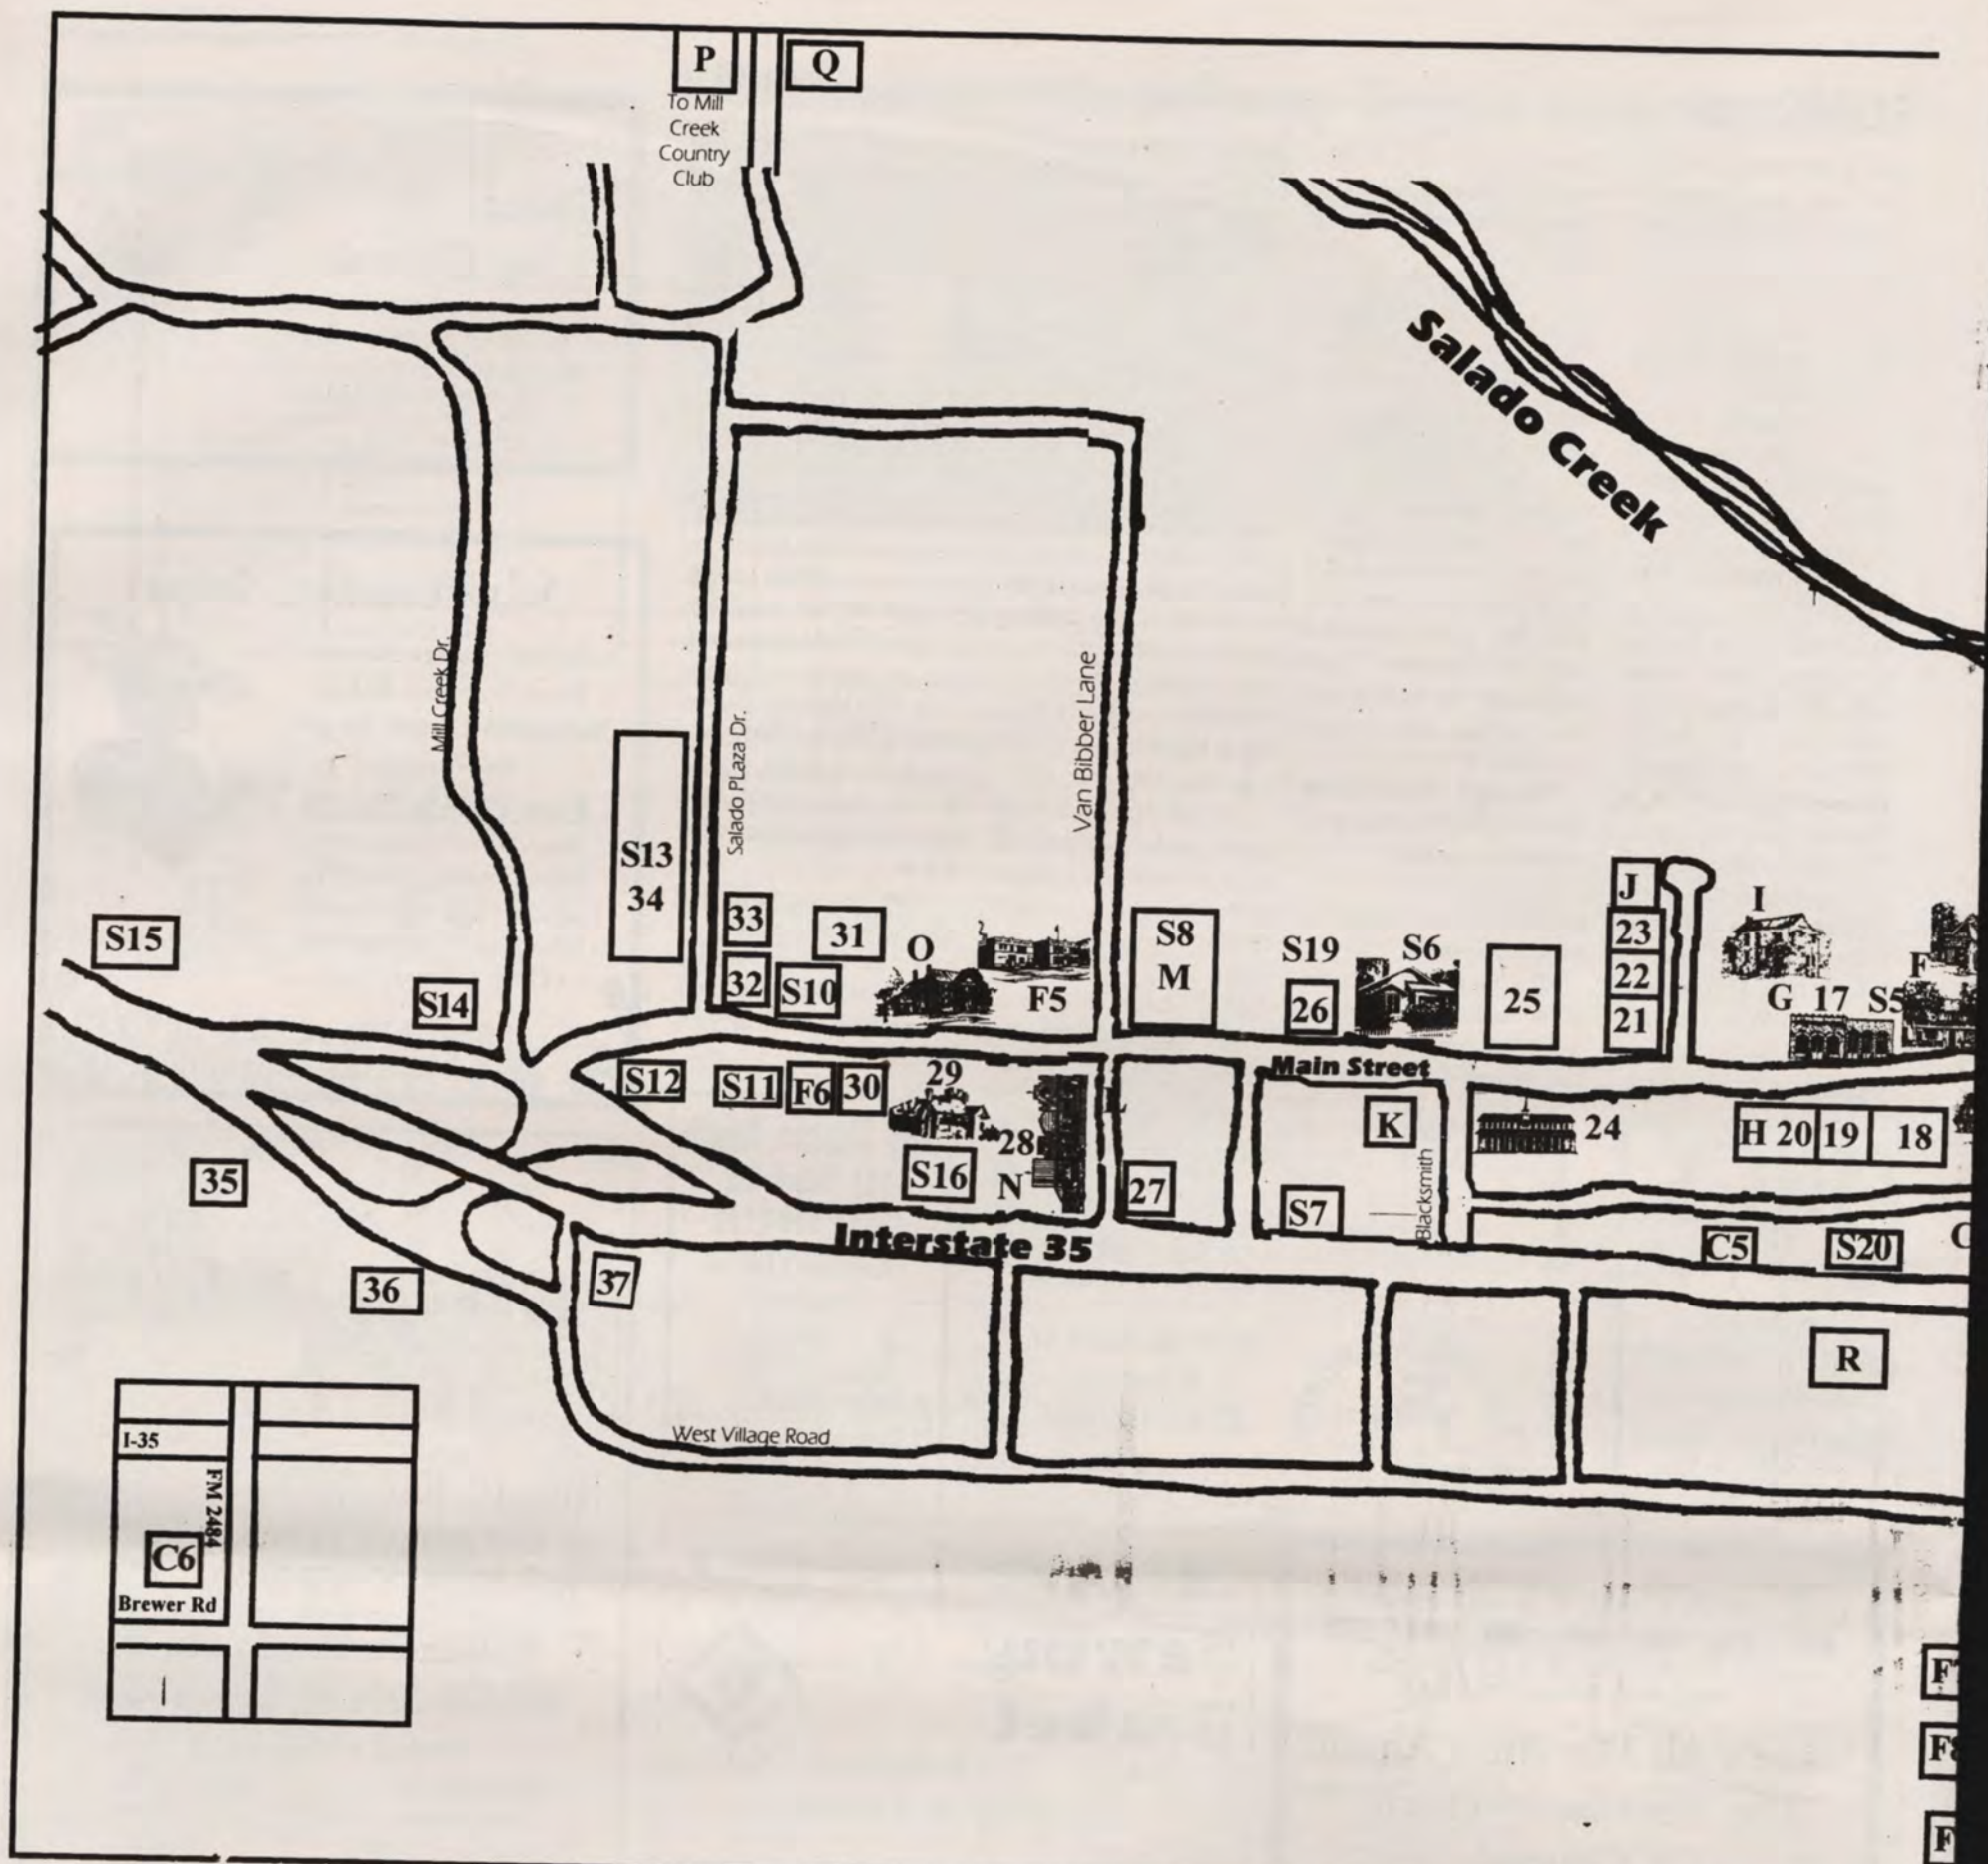 P
Q
To Mill
Creek
Country
Club
Salado Creek
Mill Creek Dr.
Salado PLaza Dr.
Van Bibber Lane
S13
34
S15
S14
33
32
31
S10
O
F5
S8
M
S19
26
S6
25
J
23
22
21
I
G 17 S5
F
Main Street
S12
S11
F6
30
29
28
S16
N
L
27
K
S7
Blacksmith
24
H 20
19
18
C5
S20
Interstate 35
35
36
37
R
West Village Road
I-35
FM 2484
C6
Brewer Rd